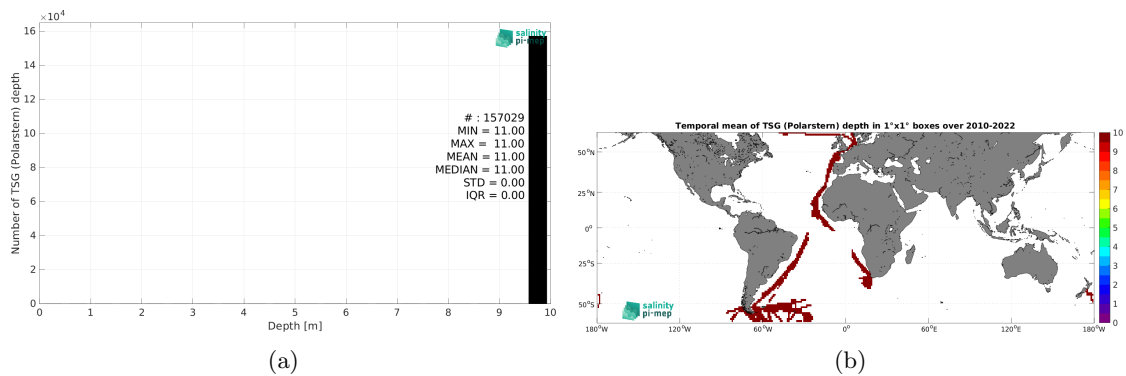 ×10⁴
16
14
12
10
8
6
4
2
0
Number of TSG (Polarstern) depth
salinity
pi-mep
# : 157029
MIN = 11.00
MAX = 11.00
MEAN = 11.00
MEDIAN = 11.00
STD = 0.00
IQR = 0.00
0 1 2 3 4 5 6 7 8 9 10
Depth [m]
(a)
Temporal mean of TSG (Polarstern) depth in 1°x1° boxes over 2010-2022
50°N
25°N
0°
25°S
50°S
salinity
pi-mep
180°W 120°W 60°W 0° 60°E 120°E 180°W
10
9
8
7
6
5
4
3
2
1
0
(b)